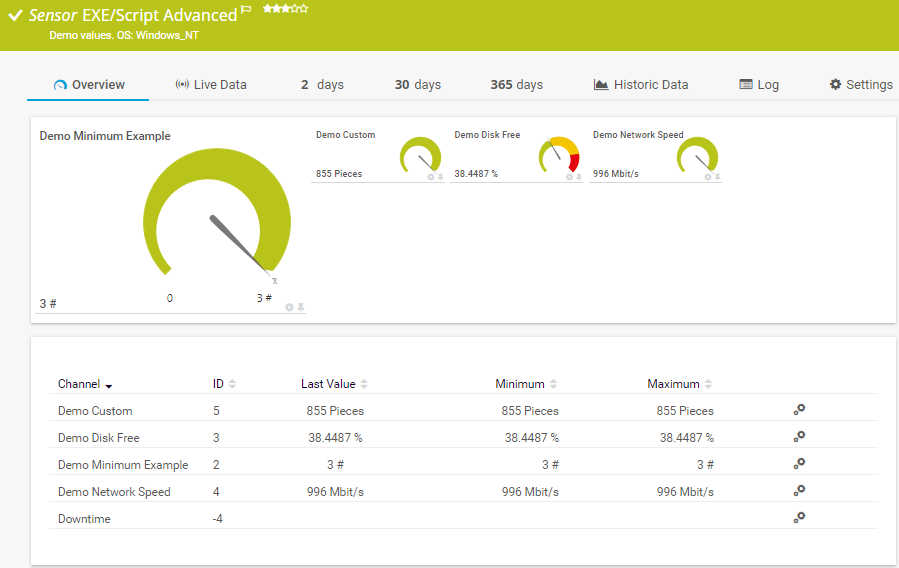 Sensor EXE/Script Advanced
Demo values. OS: Windows_NT
Overview Live Data 2 days 30 days 365 days Historic Data Log Settings
Demo Minimum Example
0
3 #
x̄
3 #
Demo Custom
855 Pieces
Demo Disk Free
38.4487 %
Demo Network Speed
996 Mbit/s
Channel ID Last Value Minimum Maximum
Demo Custom 5 855 Pieces 855 Pieces 855 Pieces
Demo Disk Free 3 38.4487 % 38.4487 % 38.4487 %
Demo Minimum Example 2 3 # 3 # 3 #
Demo Network Speed 4 996 Mbit/s 996 Mbit/s 996 Mbit/s
Downtime -4